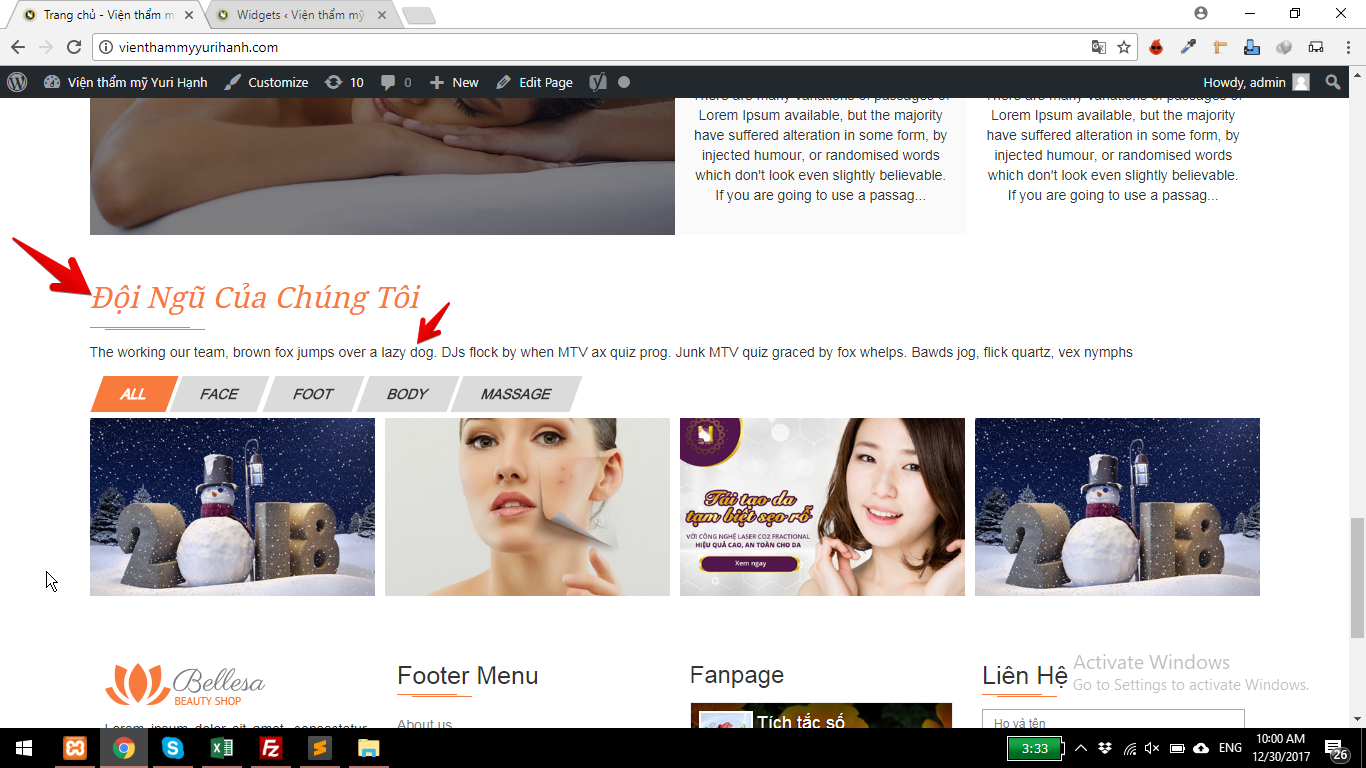 Trang chủ - Viện thẩm m
Widgets ‹ Viện thẩm mỹ
vienthammyyurihanh.com
Viện thẩm mỹ Yuri Hạnh
Customize
10
0
New
Edit Page
Howdy, admin
There are many variations of passages of
Lorem Ipsum available, but the majority
have suffered alteration in some form, by
injected humour, or randomised words
which don't look even slightly believable.
If you are going to use a passag...
There are many variations of passages of
Lorem Ipsum available, but the majority
have suffered alteration in some form, by
injected humour, or randomised words
which don't look even slightly believable.
If you are going to use a passag...
Đội Ngũ Của Chúng Tôi
The working our team, brown fox jumps over a lazy dog. DJs flock by when MTV ax quiz prog. Junk MTV quiz graced by fox whelps. Bawds jog, flick quartz, vex nymphs
ALL
FACE
FOOT
BODY
MASSAGE
2018
Tái tạo da
tạm biệt sẹo rỗ
VỚI CÔNG NGHỆ LASER CO2 FRACTIONAL
HIỆU QUẢ CAO, AN TOÀN CHO DA
Xem ngay
2018
Bellesa
BEAUTY SHOP
Lorem ipsum dolor sit amet, consectetur
Footer Menu
About us
Fanpage
Tích tắc số
Liên Hệ
Họ và tên
Activate Windows
Go to Settings to activate Windows.
3:33
ENG
10:00 AM
12/30/2017
26